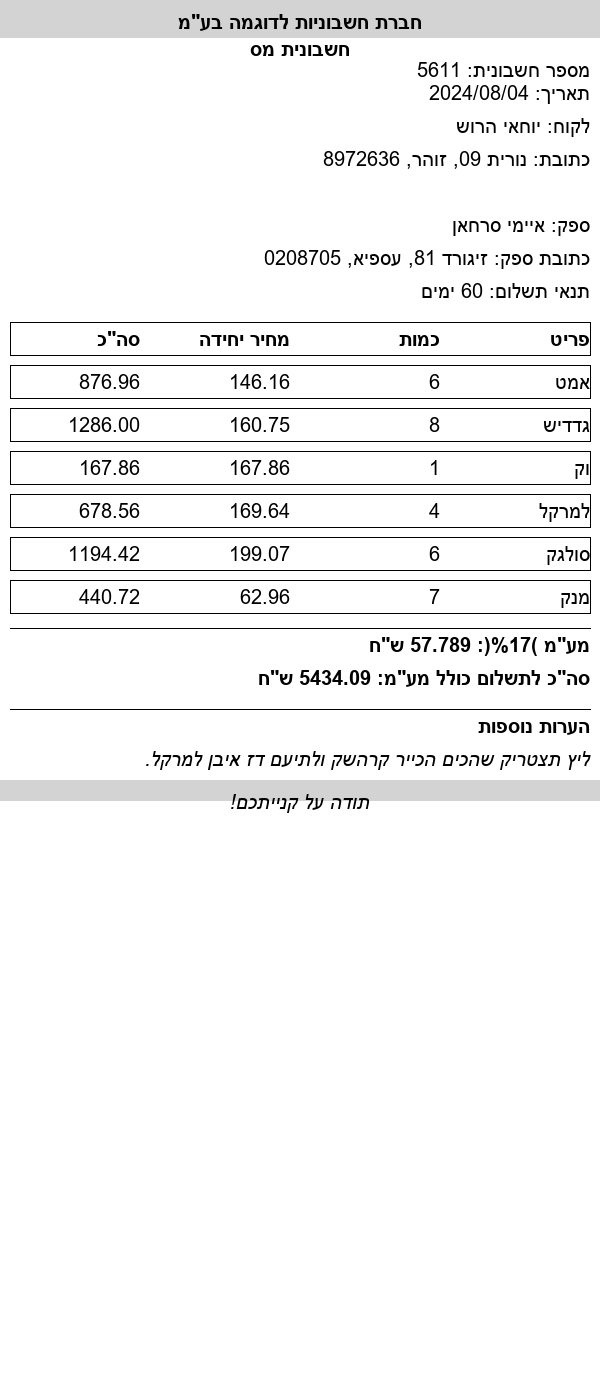 חברת חשבוניות לדוגמה בע"מ
חשבונית מס
מספר חשבונית: 5611
תאריך: 2024/08/04
לקוח: יוחאי הרוש
כתובת: נורית 09, זוהר, 8972636
ספק: איימי סרחאן
כתובת ספק: זיגורד 81, עספיא, 0208705
תנאי תשלום: 60 ימים
פריט כמות מחיר יחידה סה"כ
אמט 6 146.16 876.96
גדדיש 8 160.75 1286.00
וק 1 167.86 167.86
למרקל 4 169.64 678.56
סולגק 6 199.07 1194.42
מנק 7 62.96 440.72
מע"מ )17%(: 57.789 ש"ח
סה"כ לתשלום כולל מע"מ: 5434.09 ש"ח
הערות נוספות
ליץ תצטריק שהכים הכייר קרהשק ולתיעם דז איבן למרקל.
תודה על קנייתכם!